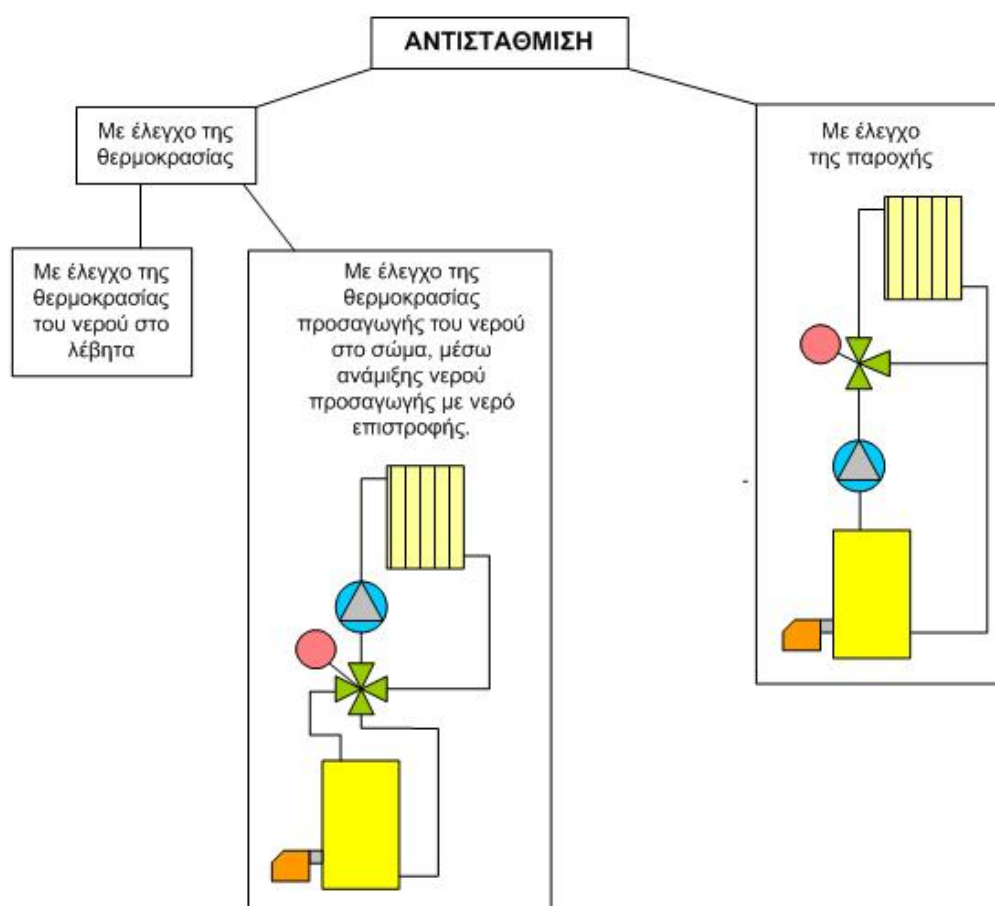 ΑΝΤΙΣΤΑΘΜΙΣΗ
Με έλεγχο της
θερμοκρασίας
Με έλεγχο
της παροχής
Με έλεγχο της
θερμοκρασίας
του νερού στο
λέβητα
Με έλεγχο της
θερμοκρασίας
προσαγωγής του νερού
στο σώμα, μέσω
ανάμιξης νερού
προσαγωγής με νερό
επιστροφής.